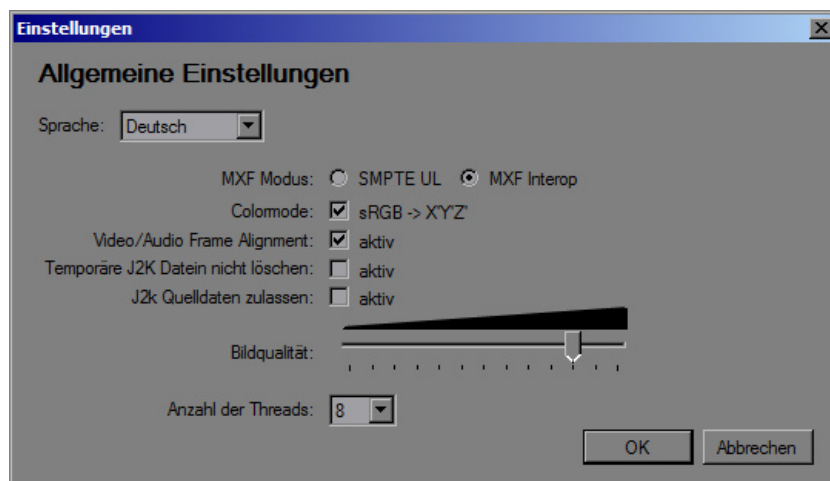 Einstellungen
Allgemeine Einstellungen
Sprache: Deutsch
MXF Modus: SMPTE UL MXF Interop
Colormode: sRGB -> X'Y'Z'
Video/Audio Frame Alignment: aktiv
Temporäre J2K Datein nicht löschen: aktiv
J2k Quelldaten zulassen: aktiv
Bildqualität:
Anzahl der Threads: 8
OK Abbrechen